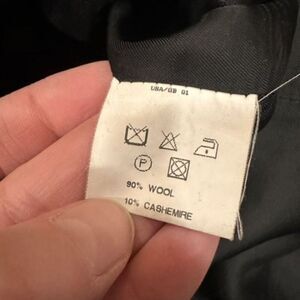 USA/GB 01
P
90% WOOL
10% CASHEMIRE